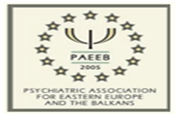 PAEEB
2005
PSYCHIATRIC ASSOCIATION
FOR EASTERN EUROPE
AND THE BALKANS